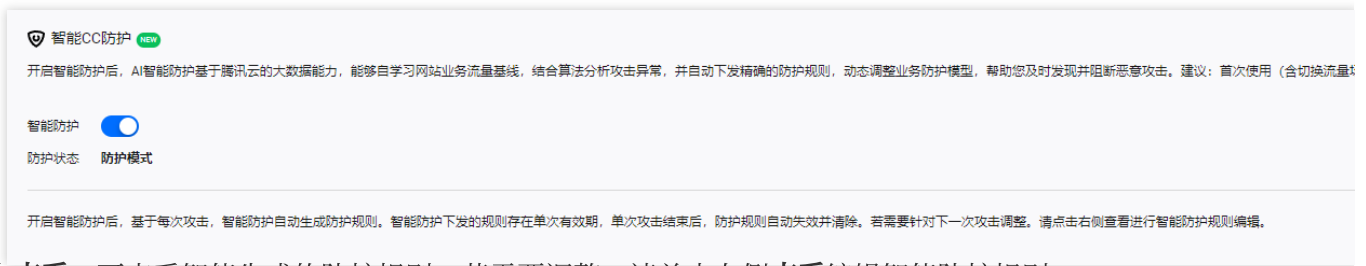 智能CC防护 NEW
开启智能防护后，AI智能防护基于腾讯云的大数据能力，能够自学习网站业务流量基线，结合算法分析攻击异常，并自动下发精确的防护规则，动态调整业务防护模型，帮助您及时发现并阻断恶意攻击。建议：首次使用（含切换流量
智能防护
防护状态 防护模式
开启智能防护后，基于每次攻击，智能防护自动生成防护规则。智能防护下发的规则存在单次有效期，单次攻击结束后，防护规则自动失效并清除。若需要针对下一次攻击调整。请点击右侧查看进行智能防护规则编辑。